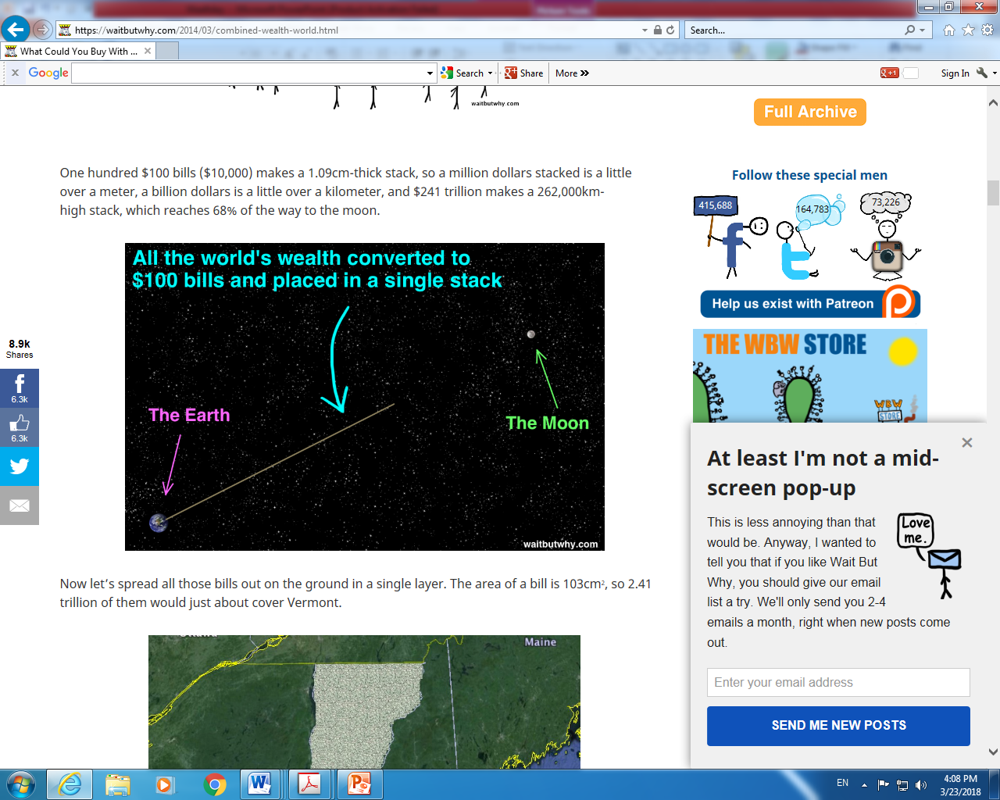 https://waitbutwhy.com/2014/03/combined-wealth-world.html
Search...
What Could You Buy With ...
Google
Search
Share
More
+1
Sign In
waitbutwhy.com
Full Archive
One hundred $100 bills ($10,000) makes a 1.09cm-thick stack, so a million dollars stacked is a little
over a meter, a billion dollars is a little over a kilometer, and $241 trillion makes a 262,000km-
high stack, which reaches 68% of the way to the moon.
Follow these special men
415,688
164,783
73,226
Help us exist with Patreon
All the world's wealth converted to
$100 bills and placed in a single stack
The Earth
The Moon
waitbutwhy.com
8.9k
Shares
6.3k
6.3k
THE WBW STORE
WBW
STORE
At least I'm not a mid-
screen pop-up
This is less annoying than that
would be. Anyway, I wanted to
tell you that if you like Wait But
Why, you should give our email
list a try. We'll only send you 2-4
emails a month, right when new posts come
out.
Love
me.
Enter your email address
SEND ME NEW POSTS
Now let's spread all those bills out on the ground in a single layer. The area of a bill is 103cm², so 2.41
trillion of them would just about cover Vermont.
Maine
EN
4:08 PM
3/23/2018